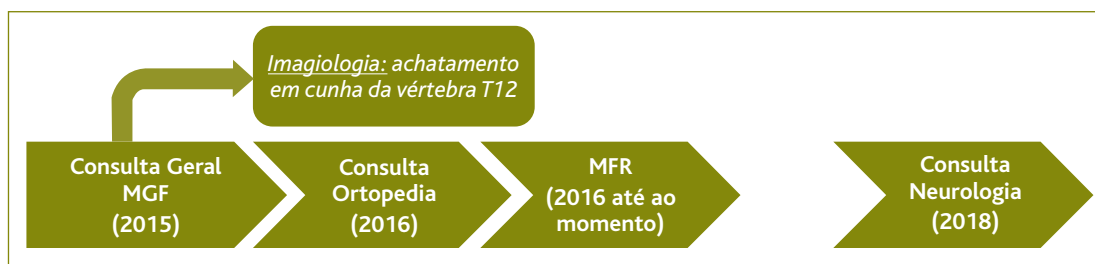 Imagiologia: achatamento
em cunha da vértebra T12
Consulta Geral
MGF
(2015)
Consulta
Ortopedia
(2016)
MFR
(2016 até ao
momento)
Consulta
Neurologia
(2018)